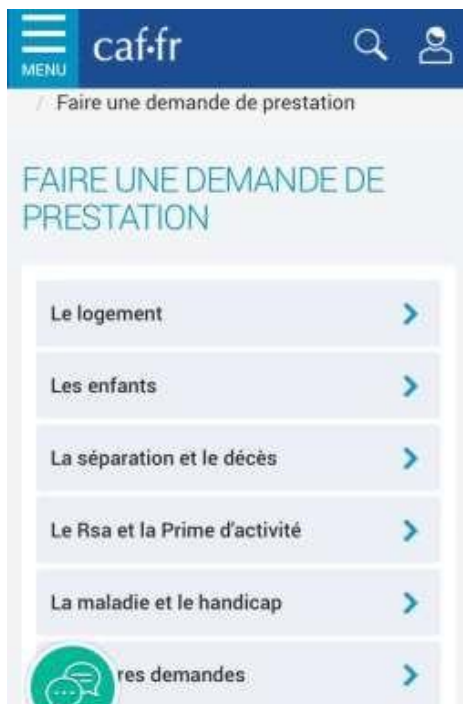 caf·fr
MENU
/ Faire une demande de prestation
FAIRE UNE DEMANDE DE
PRESTATION
Le logement
Les enfants
La séparation et le décès
Le Rsa et la Prime d'activité
La maladie et le handicap
demandes